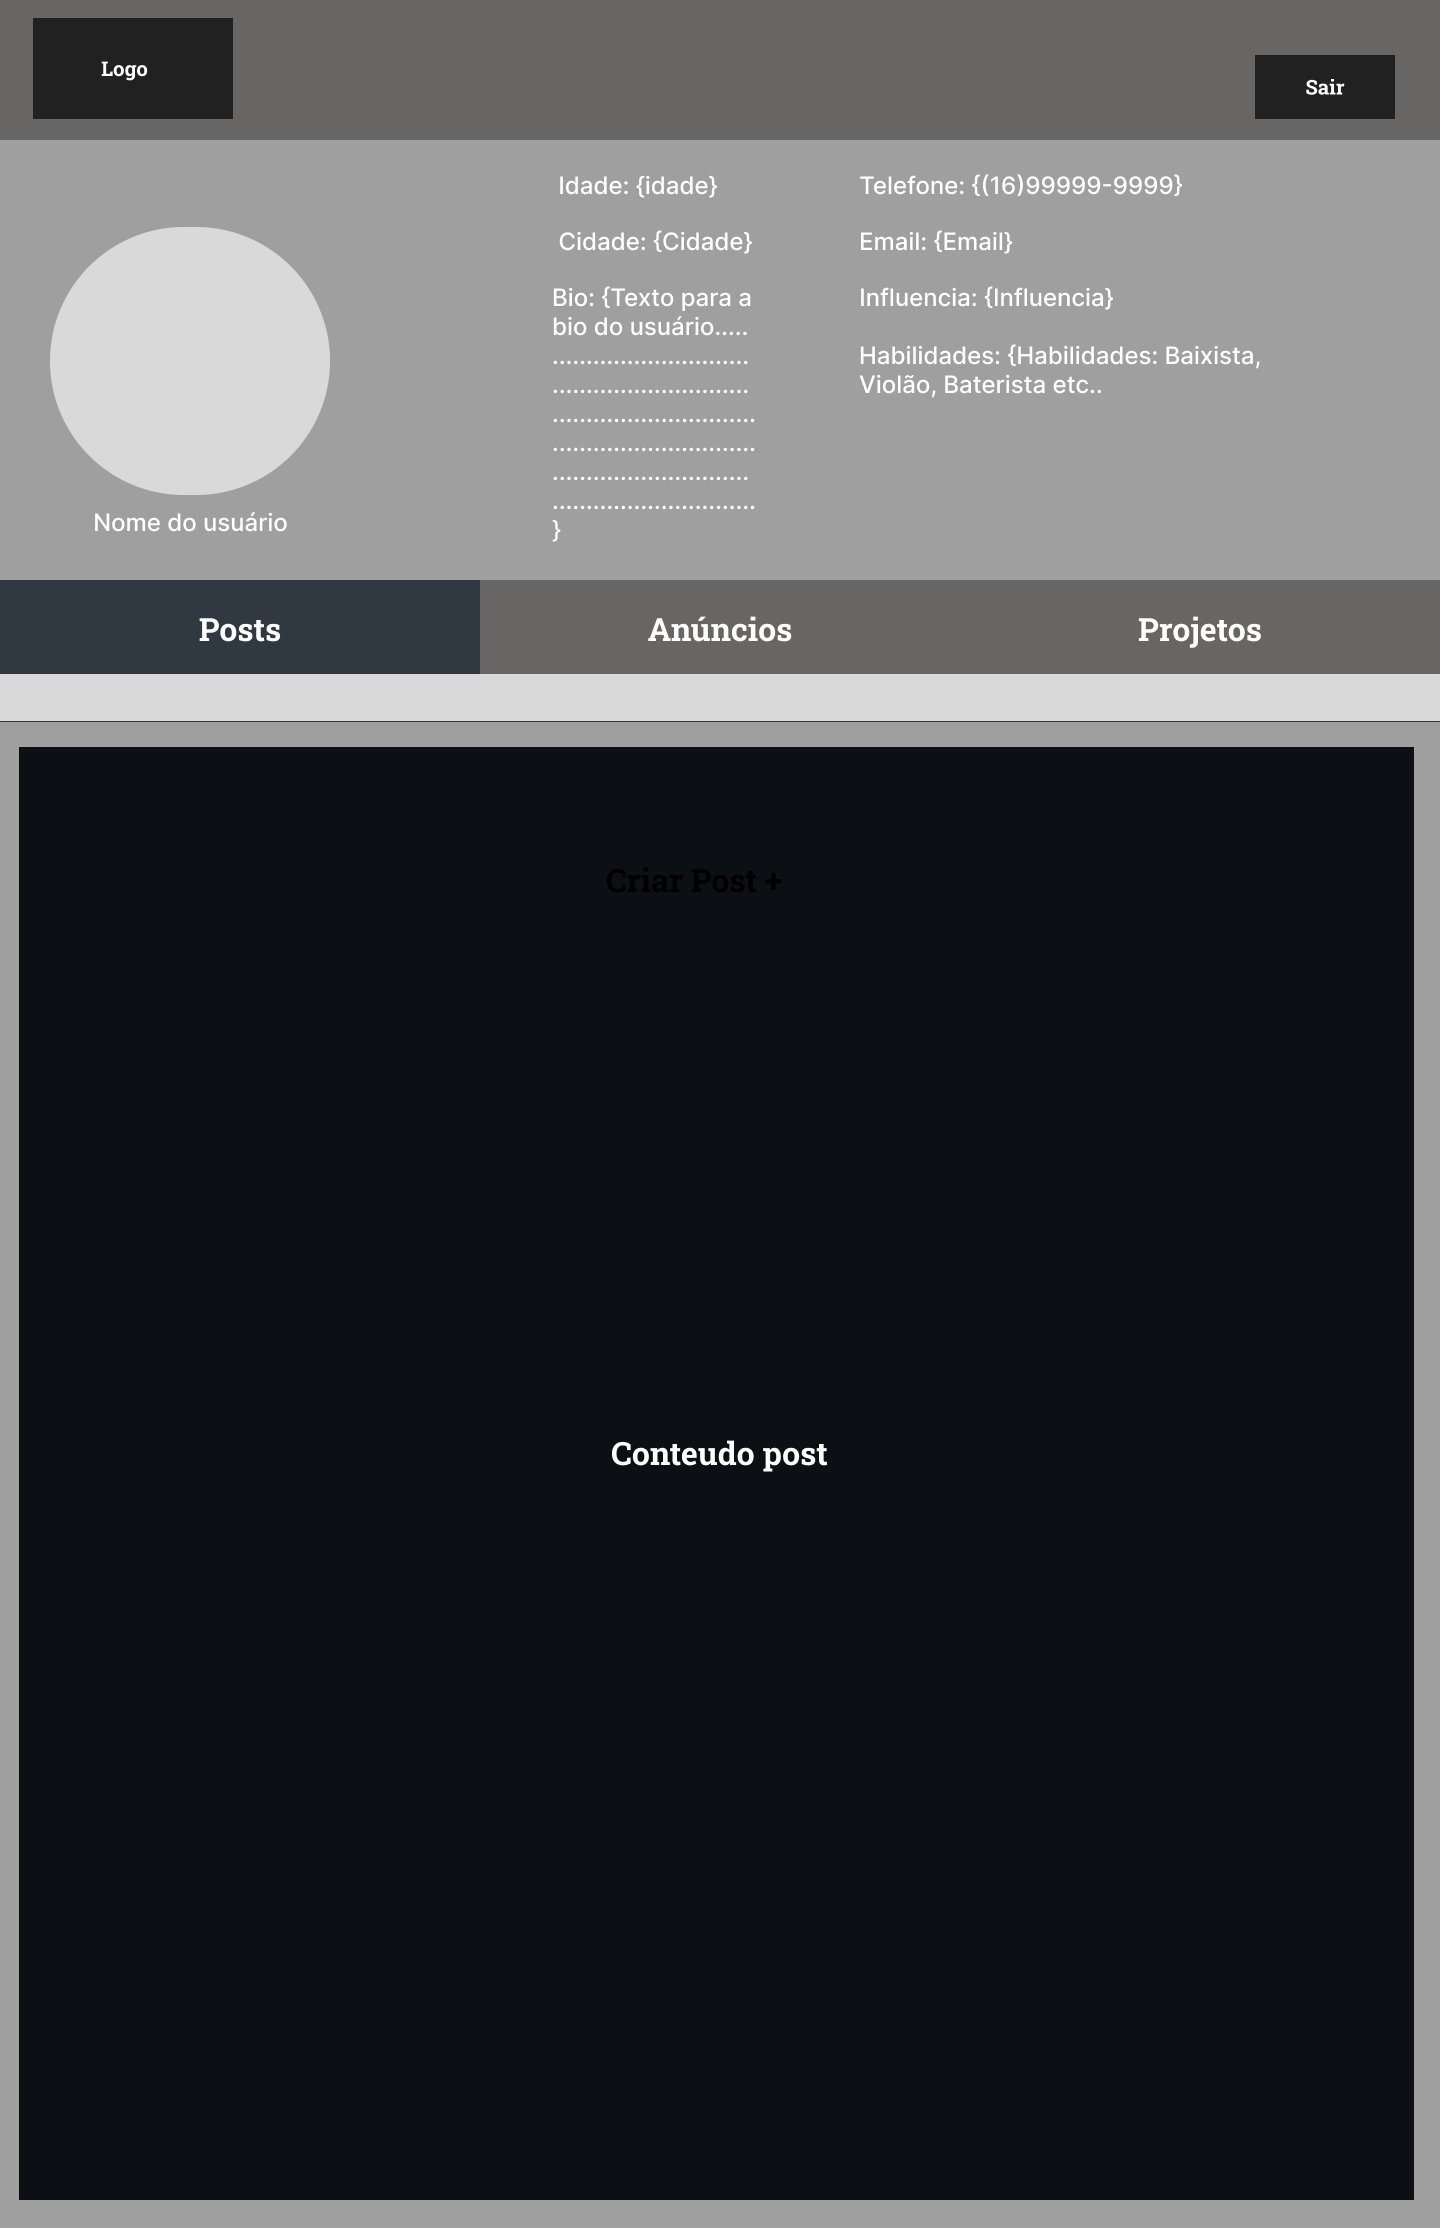 Logo
Sair
Idade: {idade}
Cidade: {Cidade}
Bio: {Texto para a
bio do usuário.....
.............................
.............................
..............................
..............................
.............................
..............................
}
Telefone: {(16)99999-9999}
Email: {Email}
Influencia: {Influencia}
Habilidades: {Habilidades: Baixista,
Violão, Baterista etc..
Nome do usuário
Posts
Anúncios
Projetos
Criar Post +
Conteudo post